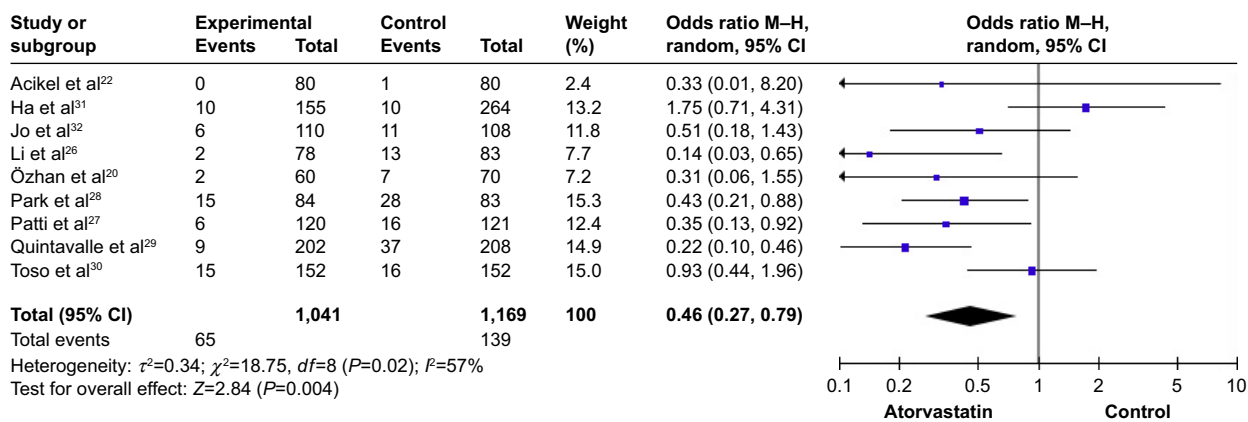 Study or Experimental Control Weight Odds ratio M–H, Odds ratio M–H,
subgroup Events Total Events Total (%) random, 95% CI random, 95% CI
Acikel et al22 0 80 1 80 2.4 0.33 (0.01, 8.20)
Ha et al31 10 155 10 264 13.2 1.75 (0.71, 4.31)
Jo et al32 6 110 11 108 11.8 0.51 (0.18, 1.43)
Li et al26 2 78 13 83 7.7 0.14 (0.03, 0.65)
Özhan et al20 2 60 7 70 7.2 0.31 (0.06, 1.55)
Park et al28 15 84 28 83 15.3 0.43 (0.21, 0.88)
Patti et al27 6 120 16 121 12.4 0.35 (0.13, 0.92)
Quintavalle et al29 9 202 37 208 14.9 0.22 (0.10, 0.46)
Toso et al30 15 152 16 152 15.0 0.93 (0.44, 1.96)
Total (95% CI) 1,041 1,169 100 0.46 (0.27, 0.79)
Total events 65 139
Heterogeneity: τ2=0.34; χ2=18.75, df=8 (P=0.02); I2=57%
Test for overall effect: Z=2.84 (P=0.004)
0.1 0.2 0.5 1 2 5 10
Atorvastatin Control